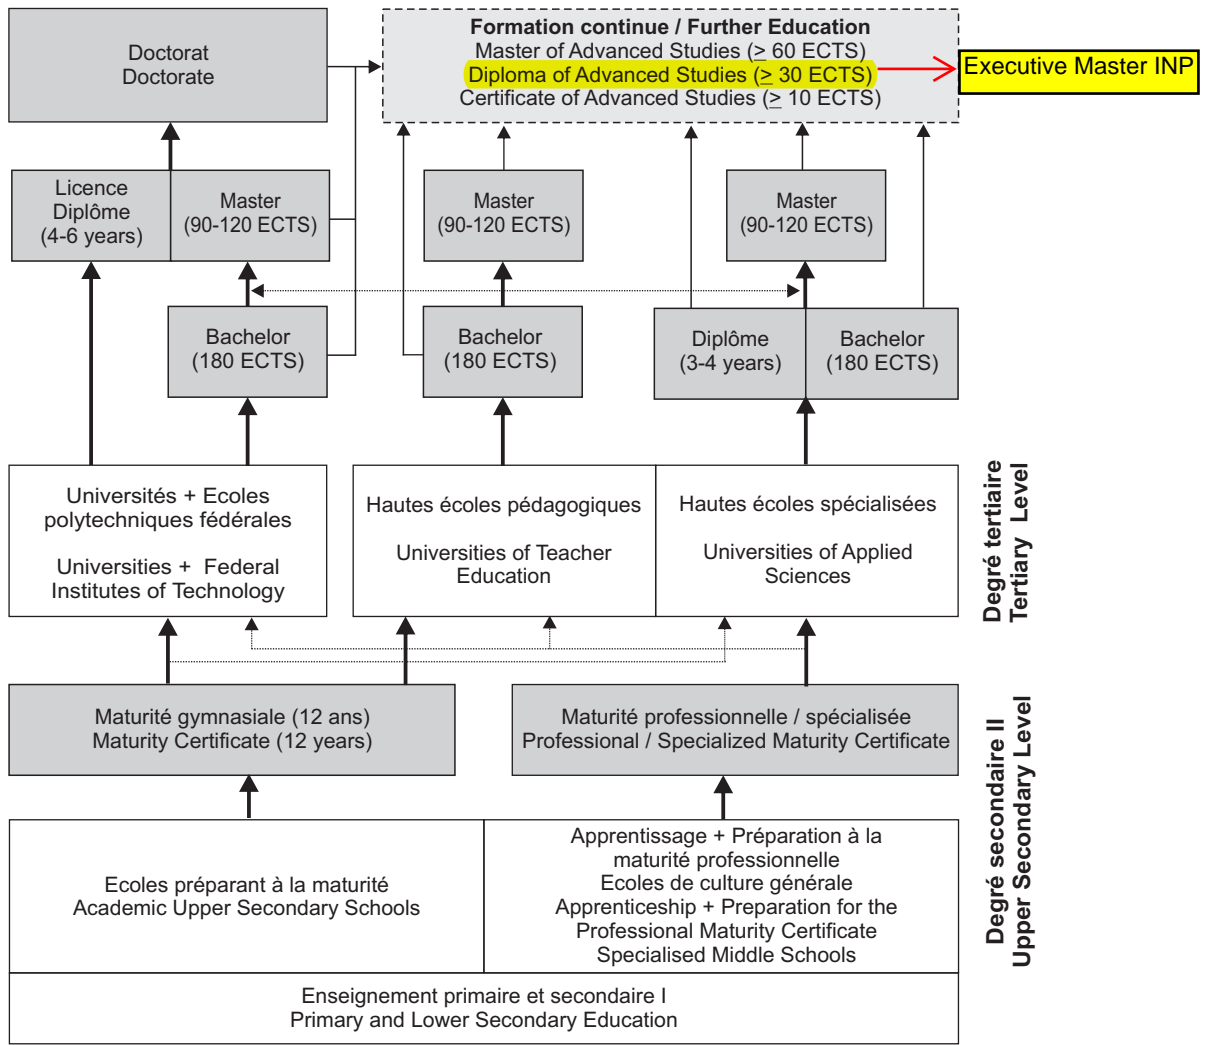 Doctorat
Doctorate
Formation continue / Further Education
Master of Advanced Studies (≥ 60 ECTS)
Diploma of Advanced Studies (≥ 30 ECTS)
Certificate of Advanced Studies (≥ 10 ECTS)
Executive Master INP
Licence
Diplôme
(4-6 years)
Master
(90-120 ECTS)
Master
(90-120 ECTS)
Master
(90-120 ECTS)
Bachelor
(180 ECTS)
Bachelor
(180 ECTS)
Diplôme
(3-4 years)
Bachelor
(180 ECTS)
Universités + Ecoles
polytechniques fédérales
Universities + Federal
Institutes of Technology
Hautes écoles pédagogiques
Universities of Teacher
Education
Hautes écoles spécialisées
Universities of Applied
Sciences
Degré tertiaire
Tertiary Level
Maturité gymnasiale (12 ans)
Maturity Certificate (12 years)
Maturité professionnelle / spécialisée
Professional / Specialized Maturity Certificate
Degré secondaire II
Upper Secondary Level
Ecoles préparant à la maturité
Academic Upper Secondary Schools
Apprentissage + Préparation à la
maturité professionnelle
Ecoles de culture générale
Apprenticeship + Preparation for the
Professional Maturity Certificate
Specialised Middle Schools
Enseignement primaire et secondaire I
Primary and Lower Secondary Education